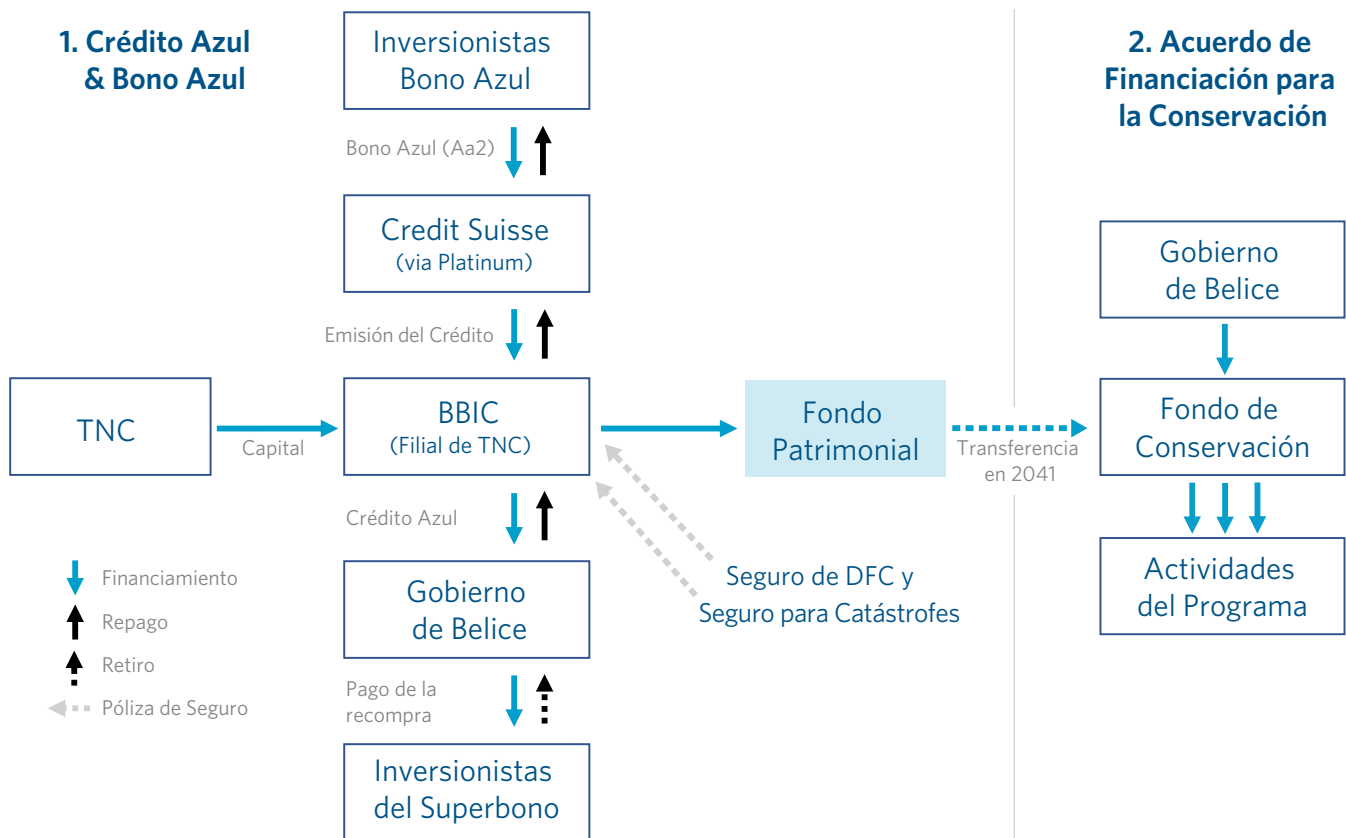 1. Crédito Azul
& Bono Azul
Inversionistas
Bono Azul
Bono Azul (Aa2)
Credit Suisse
(via Platinum)
Emisión del Crédito
TNC
Capital
BBIC
(Filial de TNC)
Fondo
Patrimonial
Transferencia
en 2041
Crédito Azul
Gobierno
de Belice
Seguro de DFC y
Seguro para Catástrofes
Pago de la
recompra
Inversionistas
del Superbono
Financiamiento
Repago
Retiro
Póliza de Seguro
2. Acuerdo de
Financiación para
la Conservación
Gobierno
de Belice
Fondo de
Conservación
Actividades
del Programa